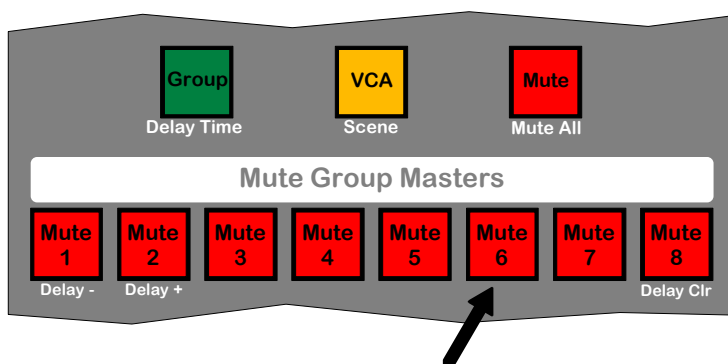 Group VCA Mute
Delay Time Scene Mute All
Mute Group Masters
Mute Mute Mute Mute Mute Mute Mute Mute
1 2 3 4 5 6 7 8
Delay - Delay + Delay Clr